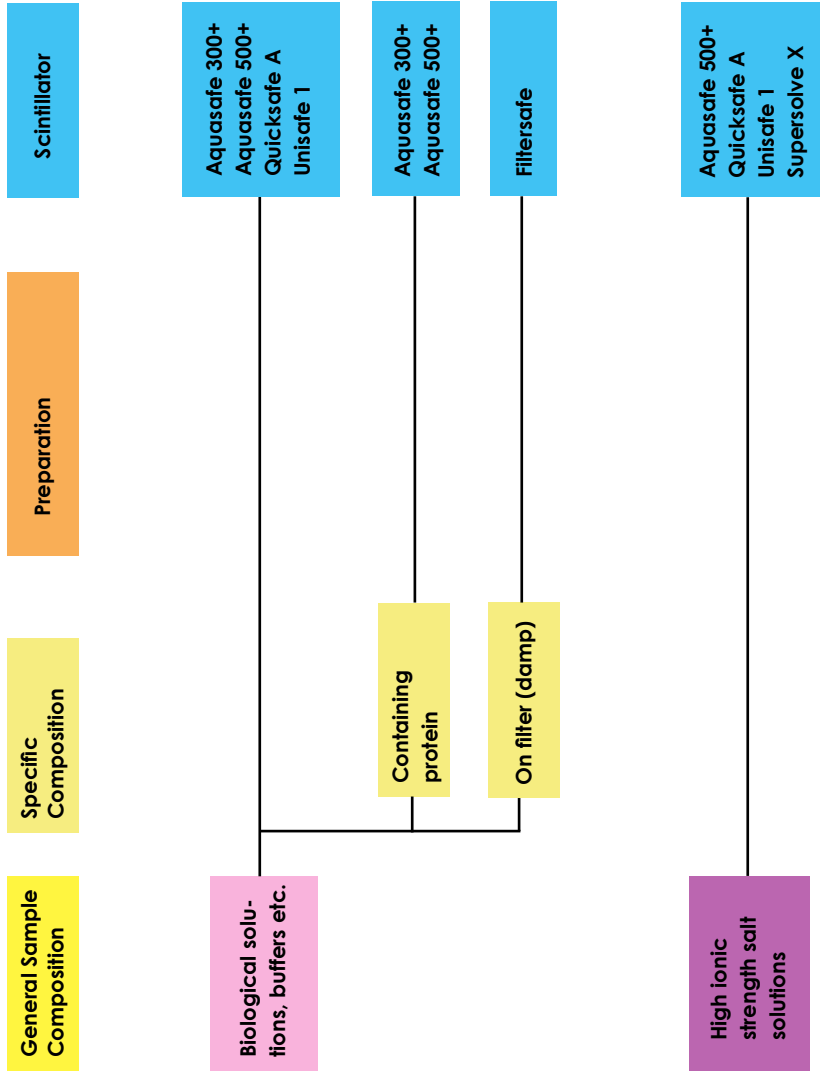 General Sample
Composition
Specific
Composition
Preparation
Scintillator
Biological solu-
tions, buffers etc.
Aquasafe 300+
Aquasafe 500+
Quicksafe A
Unisafe 1
Containing
protein
Aquasafe 300+
Aquasafe 500+
On filter (damp)
Filtersafe
High ionic
strength salt
solutions
Aquasafe 500+
Quicksafe A
Unisafe 1
Supersolve X